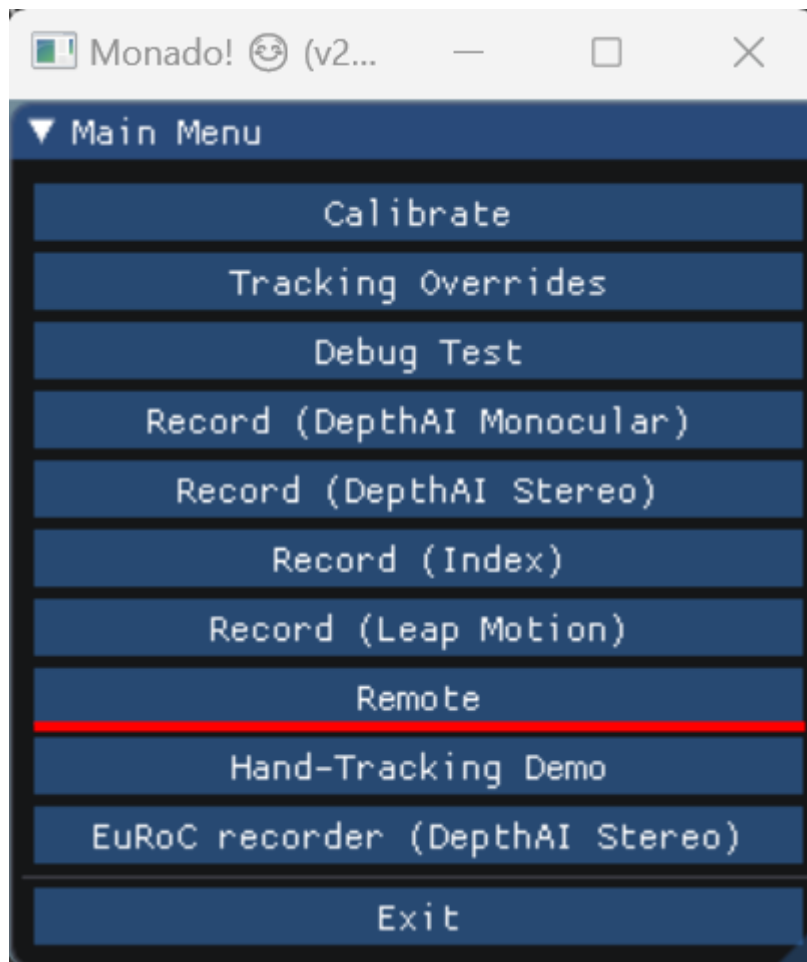 Monado! 😊 (v2...
Main Menu
Calibrate
Tracking Overrides
Debug Test
Record (DepthAI Monocular)
Record (DepthAI Stereo)
Record (Index)
Record (Leap Motion)
Remote
Hand-Tracking Demo
EuRoC recorder (DepthAI Stereo)
Exit